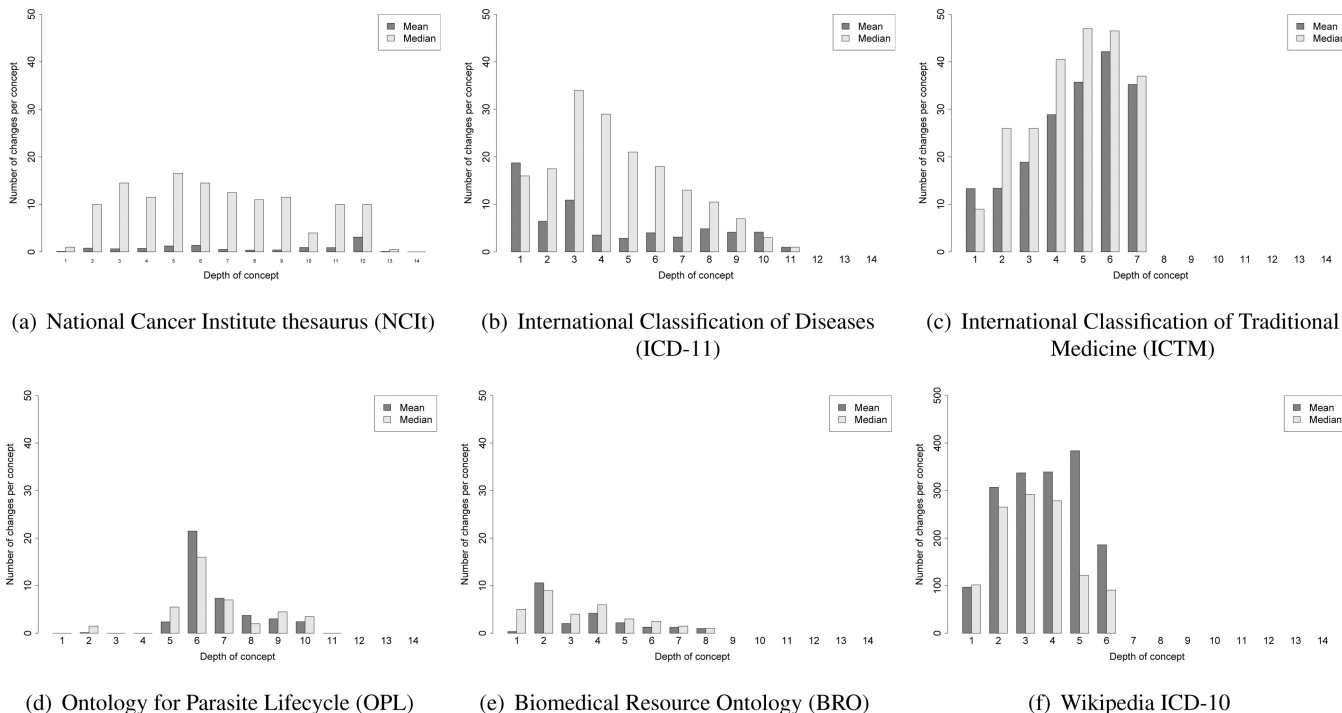 Number of changes per concept
50
40
30
20
10
0
Mean
Median
1 2 3 4 5 6 7 8 9 10 11 12 13 14
Depth of concept
(a) National Cancer Institute thesaurus (NCIt)
Number of changes per concept
50
40
30
20
10
0
Mean
Median
1 2 3 4 5 6 7 8 9 10 11 12 13 14
Depth of concept
(b) International Classification of Diseases
(ICD-11)
Number of changes per concept
50
40
30
20
10
0
Mean
Median
1 2 3 4 5 6 7 8 9 10 11 12 13 14
Depth of concept
(c) International Classification of Traditional
Medicine (ICTM)
Number of changes per concept
50
40
30
20
10
0
Mean
Median
1 2 3 4 5 6 7 8 9 10 11 12 13 14
Depth of concept
(d) Ontology for Parasite Lifecycle (OPL)
Number of changes per concept
50
40
30
20
10
0
Mean
Median
1 2 3 4 5 6 7 8 9 10 11 12 13 14
Depth of concept
(e) Biomedical Resource Ontology (BRO)
Number of changes per concept
500
400
300
200
100
0
Mean
Median
1 2 3 4 5 6 7 8 9 10 11 12 13 14
Depth of concept
(f) Wikipedia ICD-10